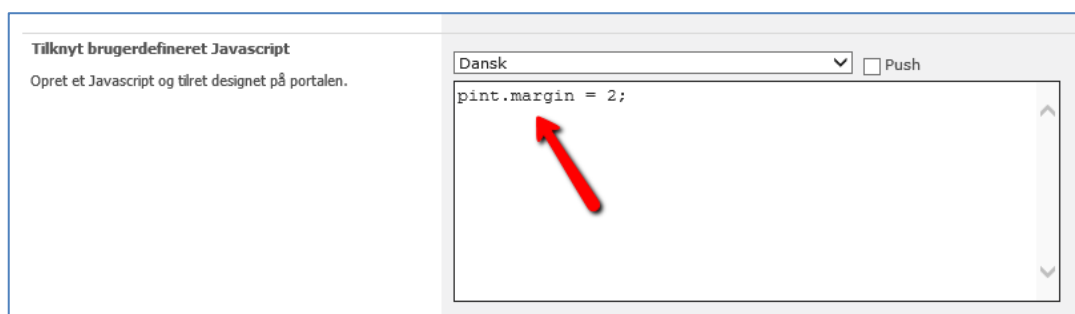 Tilknyt brugerdefineret Javascript
Opret et Javascript og tilret designet på portalen.
Dansk
Push
pint.margin = 2;